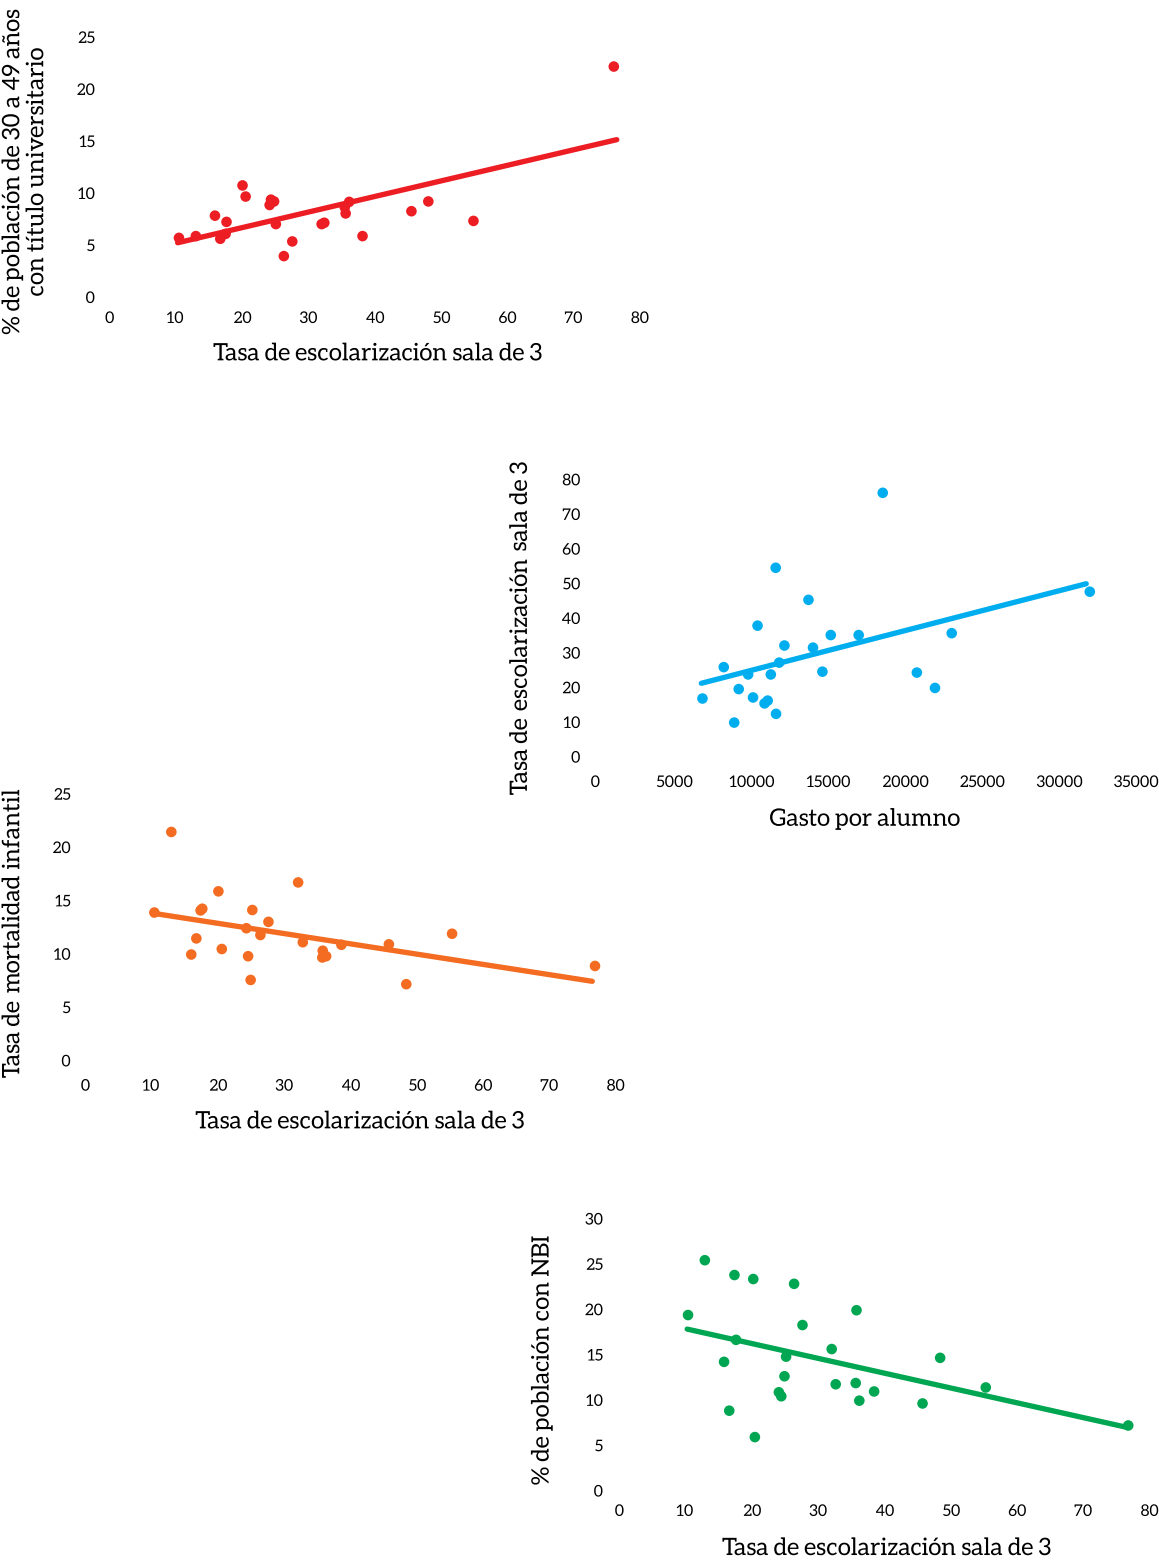 % de población de 30 a 49 años
con título universitario
25
20
15
10
5
0
0 10 20 30 40 50 60 70 80
Tasa de escolarización sala de 3
Tasa de escolarización sala de 3
80
70
60
50
40
30
20
10
0
0 5000 10000 15000 20000 25000 30000 35000
Gasto por alumno
Tasa de mortalidad infantil
25
20
15
10
5
0
0 10 20 30 40 50 60 70 80
Tasa de escolarización sala de 3
% de población con NBI
30
25
20
15
10
5
0
0 10 20 30 40 50 60 70 80
Tasa de escolarización sala de 3